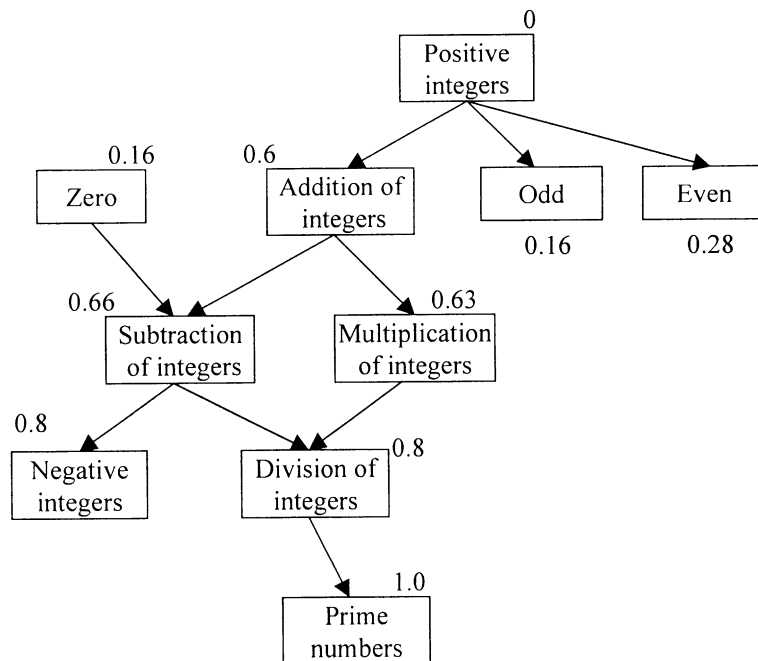 0
Positive
integers
0.16
0.6
Zero
Addition of
integers
Odd
Even
0.16
0.28
0.66
0.63
Subtraction
of integers
Multiplication
of integers
0.8
0.8
Negative
integers
Division of
integers
1.0
Prime
numbers